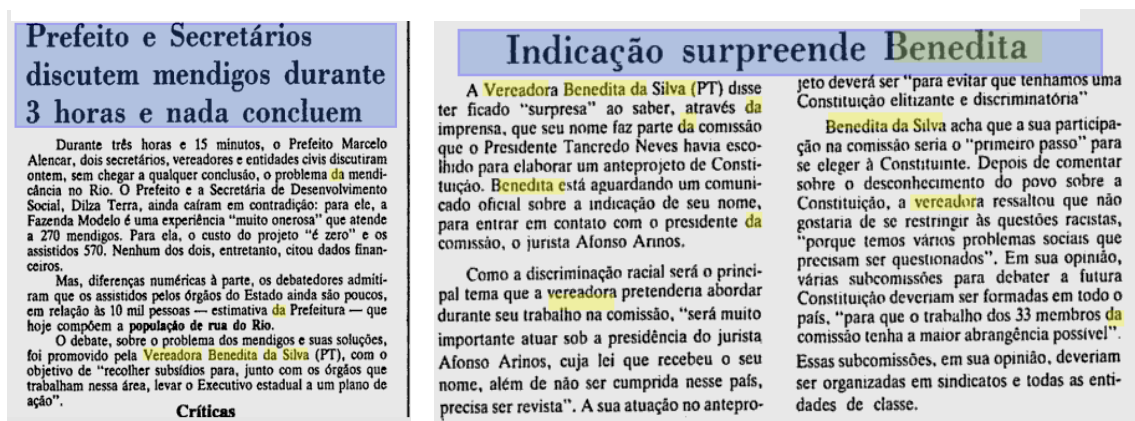 Prefeito e Secretários
discutem mendigos durante
3 horas e nada concluem
Durante três horas e 15 minutos, o Prefeito Marcelo
Alencar, dois secretários, vereadores e entidades civis discutiram
ontem, sem chegar a qualquer conclusão, o problema da mendi-
cância no Rio. O Prefeito e a Secretária de Desenvolvimento
Social, Dilza Terra, ainda caíram em contradição: para ele, a
Fazenda Modelo é uma experiência “muito onerosa” que atende
a 270 mendigos. Para ela, o custo do projeto “é zero” e os
assistidos 570. Nenhum dos dois, entretanto, citou dados finan-
ceiros.
Mas, diferenças numéricas à parte, os debatedores admiti-
ram que os assistidos pelos órgãos do Estado ainda são poucos,
em relação às 10 mil pessoas — estimativa da Prefeitura — que
hoje compõem a população de rua do Rio.
O debate, sobre o problema dos mendigos e suas soluções,
foi promovido pela Vereadora Benedita da Silva (PT), com o
objetivo de “recolher subsídios para, junto com os órgãos que
trabalham nessa área, levar o Executivo estadual a um plano de
ação”.
Críticas
Indicação surpreende Benedita
A Vereadora Benedita da Silva (PT) disse
ter ficado “surpresa” ao saber, através da
imprensa, que seu nome faz parte da comissão
que o Presidente Tancredo Neves havia esco-
lhido para elaborar um anteprojeto de Consti-
tuição. Benedita está aguardando um comuni-
cado oficial sobre a indicação de seu nome,
para entrar em contato com o presidente da
comissão, o jurista Afonso Arinos.
Como a discriminação racial será o princi-
pal tema que a vereadora pretenderia abordar
durante seu trabalho na comissão, “será muito
importante atuar sob a presidência do jurista
Afonso Arinos, cuja lei que recebeu o seu
nome, além de não ser cumprida nesse país,
precisa ser revista”. A sua atuação no antepro-
jeto deverá ser “para evitar que tenhamos uma
Constituição elitizante e discriminatória”
Benedita da Silva acha que a sua participa-
ção na comissão seria o “primeiro passo” para
se eleger à Constituinte. Depois de comentar
sobre o desconhecimento do povo sobre a
Constituição, a vereadora ressaltou que não
gostaria de se restringir às questões racistas,
“porque temos vários problemas sociais que
precisam ser questionados”. Em sua opinião,
várias subcomissões para debater a futura
Constituição deveriam ser formadas em todo o
país, “para que o trabalho dos 33 membros da
comissão tenha a maior abrangência possível”.
Essas subcomissões, em sua opinião, deveriam
ser organizadas em sindicatos e todas as enti-
dades de classe.